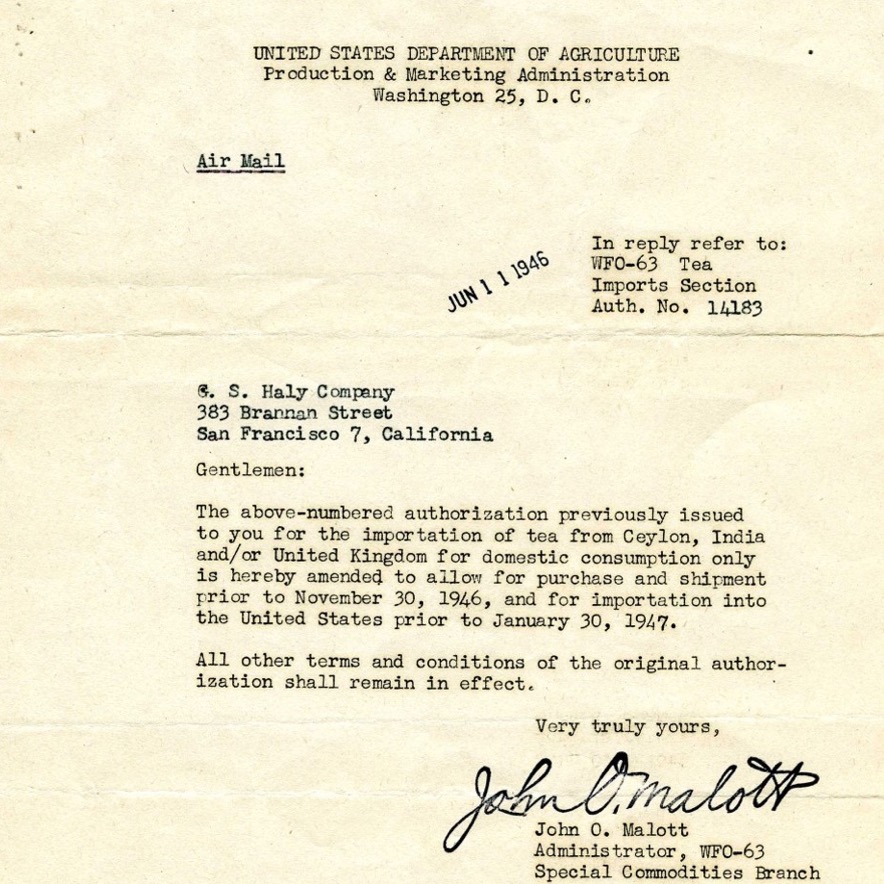 UNITED STATES DEPARTMENT OF AGRICULTURE
Production & Marketing Administration
Washington 25, D. C.
Air Mail
JUN 11 1946
In reply refer to:
WFO-63 Tea
Imports Section
Auth. No. 14183
G. S. Haly Company
383 Brannan Street
San Francisco 7, California
Gentlemen:
The above-numbered authorization previously issued
to you for the importation of tea from Ceylon, India
and/or United Kingdom for domestic consumption only
is hereby amended to allow for purchase and shipment
prior to November 30, 1946, and for importation into
the United States prior to January 30, 1947.
All other terms and conditions of the original author-
ization shall remain in effect.
Very truly yours,
John O. Malott
John O. Malott
Administrator, WFO-63
Special Commodities Branch